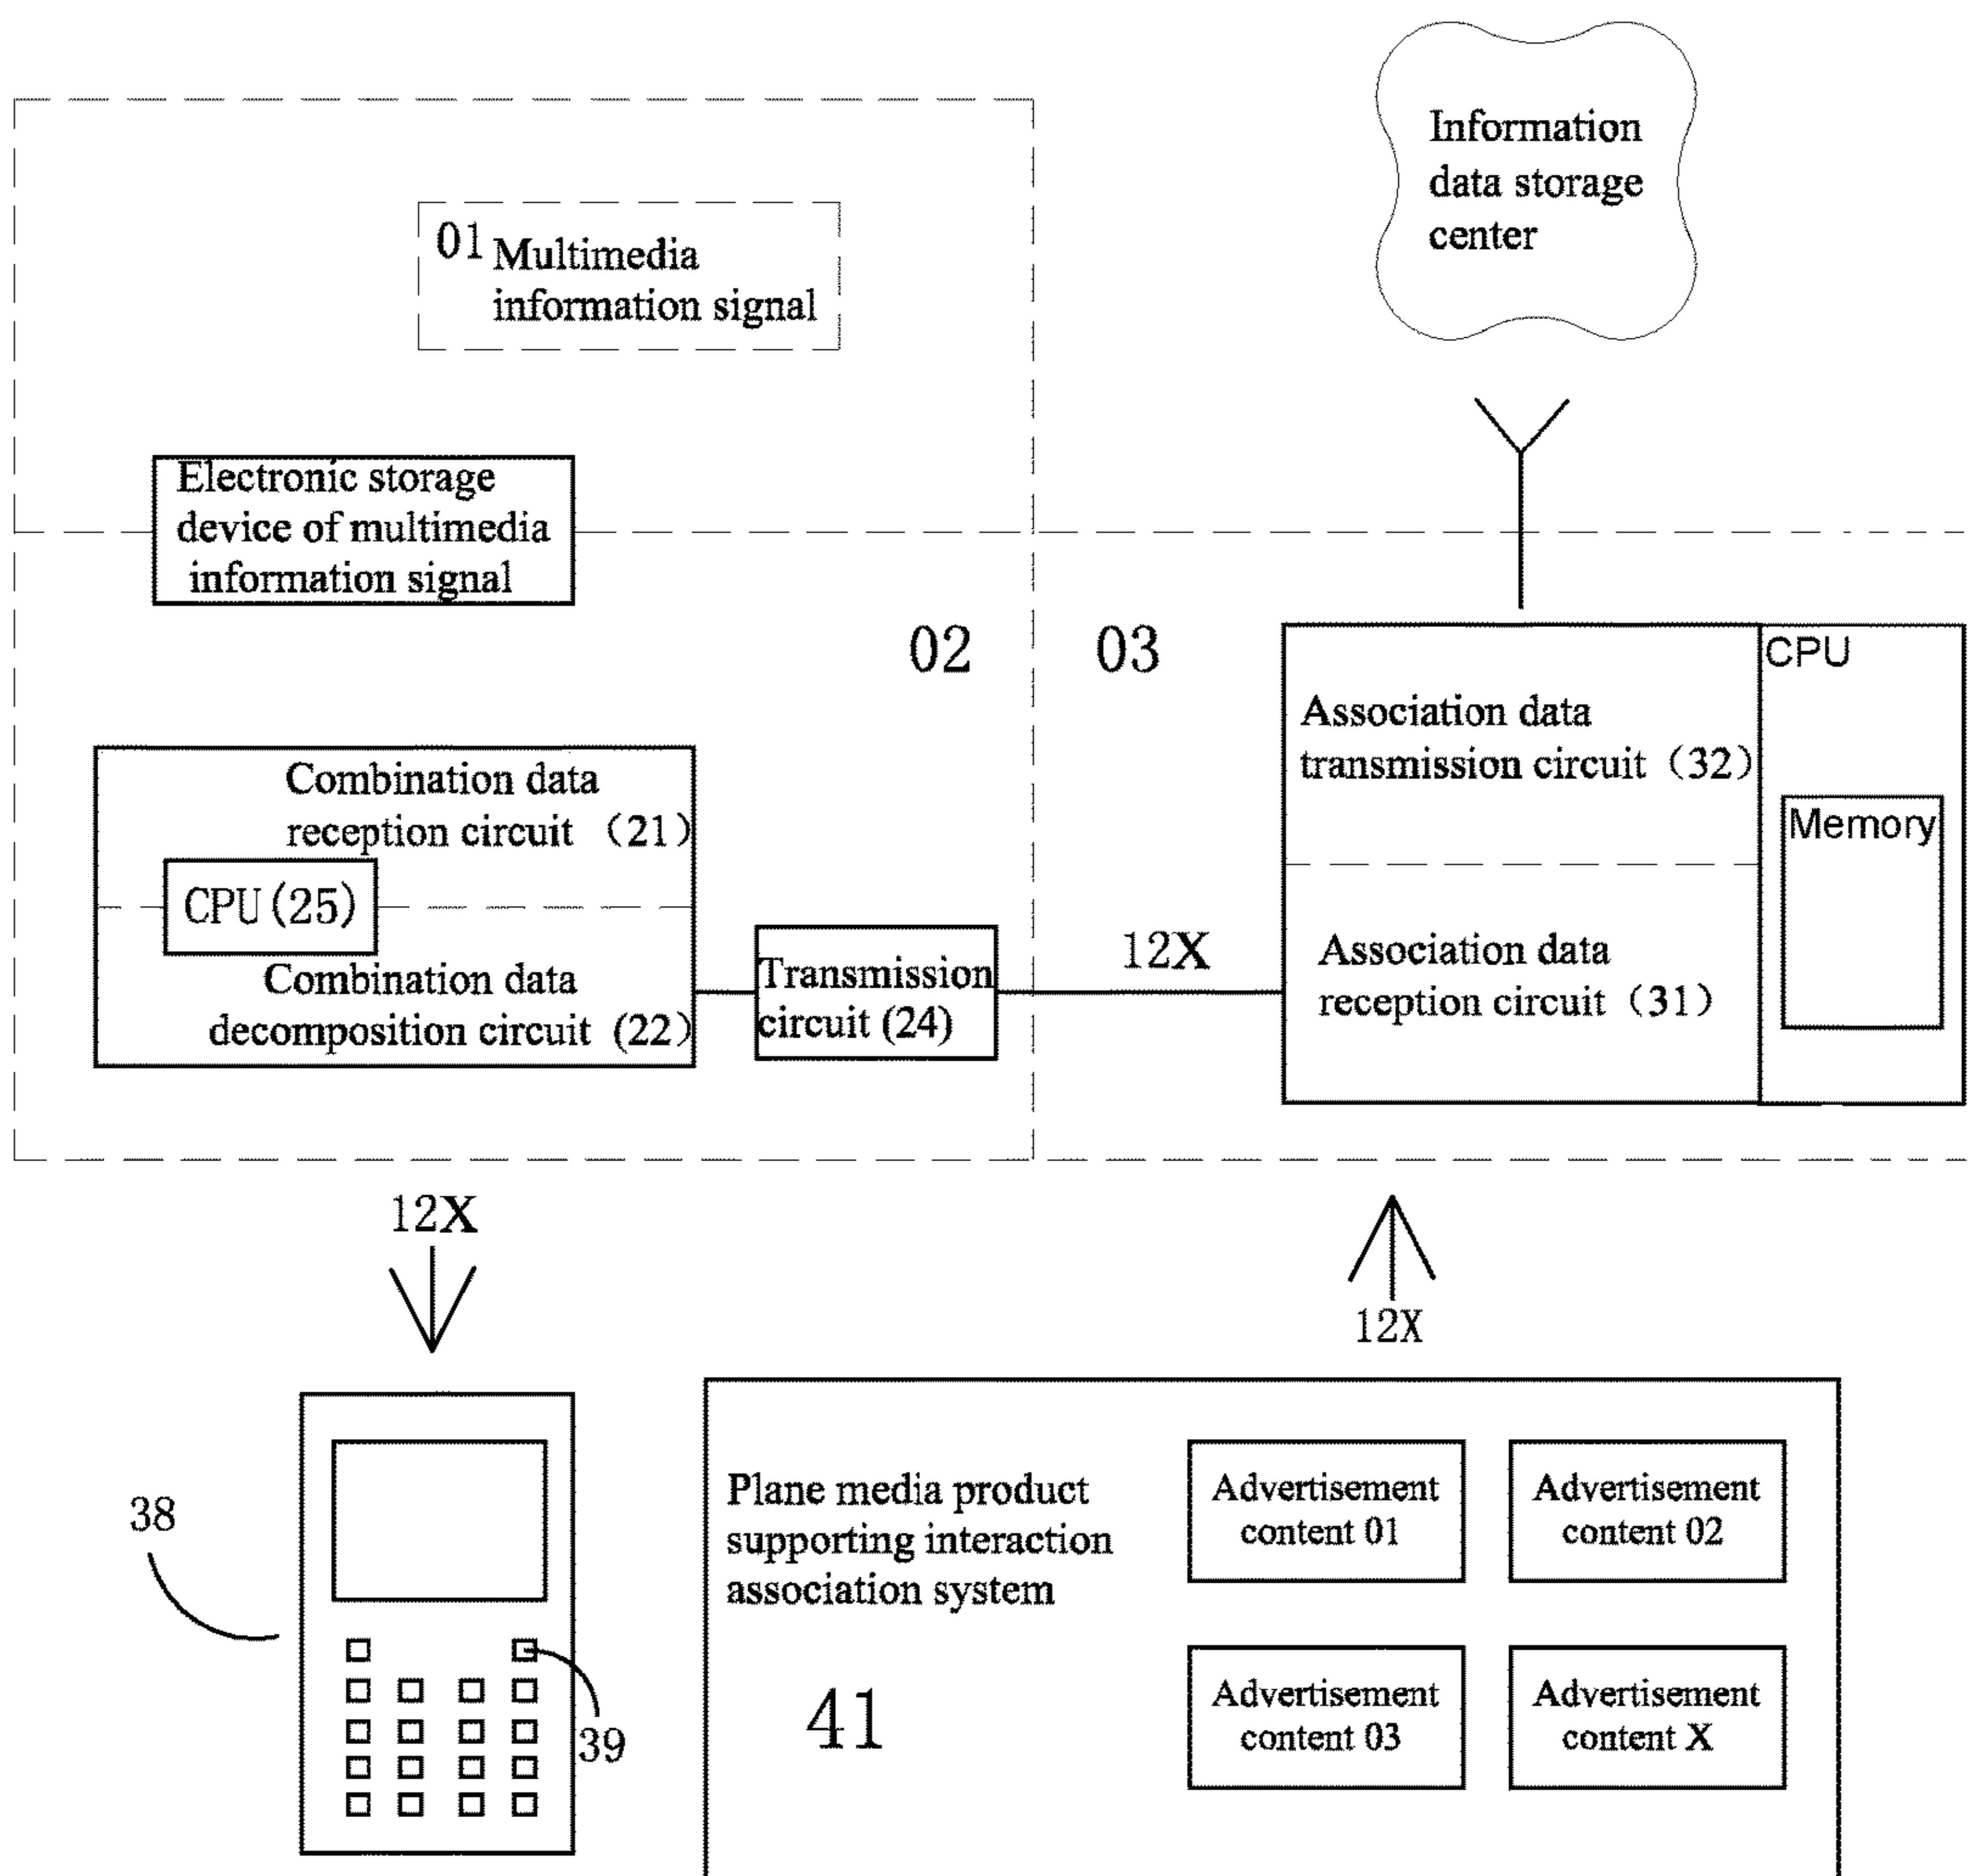 Information
data storage
center
01
Multimedia
information signal
Electronic storage
device of multimedia
information signal
02
03
CPU
Association data
transmission circuit（32）
Memory
Combination data
reception circuit（21）
CPU(25)
Combination data
decomposition circuit (22)
Transmission
circuit (24)
12X
Association data
reception circuit（31）
12X
12X
38
39
Plane media product
supporting interaction
association system
41
Advertisement
content 01
Advertisement
content 02
Advertisement
content 03
Advertisement
content X